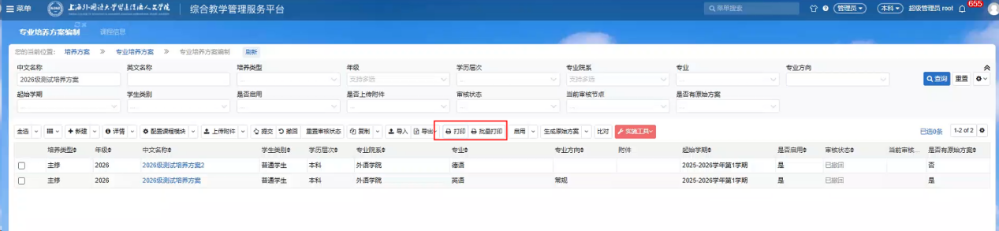 菜单 上海外国语大学贤达经济人文学院 综合教学管理服务平台 菜单搜索 管理员 本科 超级管理员 root 655
专业培养方案编制 课程信息
您的当前位置: 培养方案 » 专业培养方案 » 专业培养方案编制 刷新
中文名称 英文名称 培养类型 年级 学历层次 专业院系 专业 专业方向
2026级测试培养方案 ... 支持多选 ... 支持多选 ... ... 查询 重置
起始学期 学生类别 是否启用 是否上传附件 审核状态 当前审核节点 是否有原始方案
... ... ... ... ... ... ...
全选 新建 详情 配置课程模块 上传附件 提交 撤回 重置审核状态 复制 导入 导出 打印 批量打印 启用 生成原始方案 比对 实施工具 已选0条 1-2 of 2
培养类型 年级 中文名称 学生类别 学历层次 专业院系 专业 专业方向 附件 起始学期 是否启用 审核状态 当前审核... 是否有原始方案
主修 2026 2026级测试培养方案2 普通学生 本科 外语学院 德语 2025-2026学年第1学期 是 已撤回 否
主修 2026 2026级测试培养方案 普通学生 本科 外语学院 英语 常规 2025-2026学年第1学期 是 已撤回 是